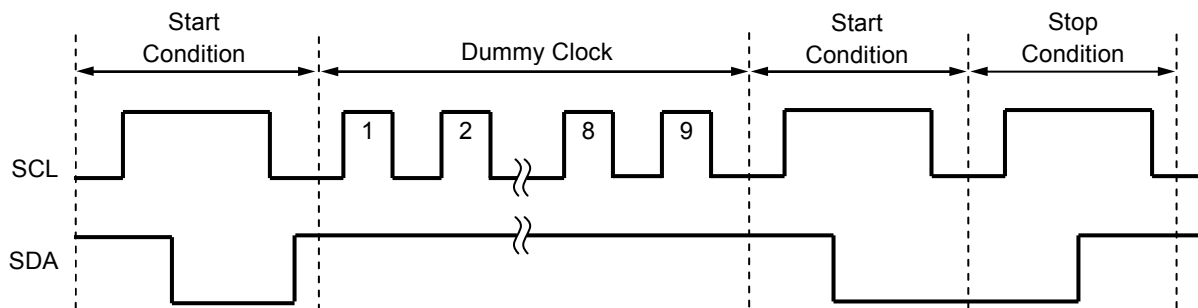 Start
Condition
Dummy Clock
Start
Condition
Stop
Condition
SCL
1
2
8
9
SDA